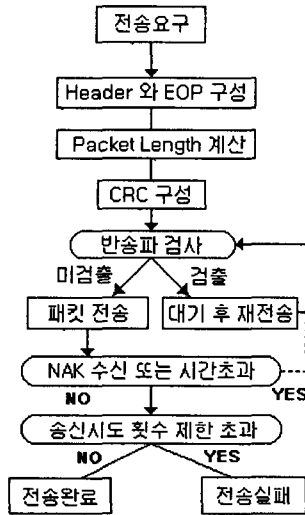 전송요구
Header 와 EOP 구성
Packet Length 계산
CRC 구성
반송파 검사
미검출 검출
패킷 전송 대기 후 재전송
NAK 수신 또는 시간초과
NO YES
송신시도 횟수 제한 초과
NO YES
전송완료 전송실패